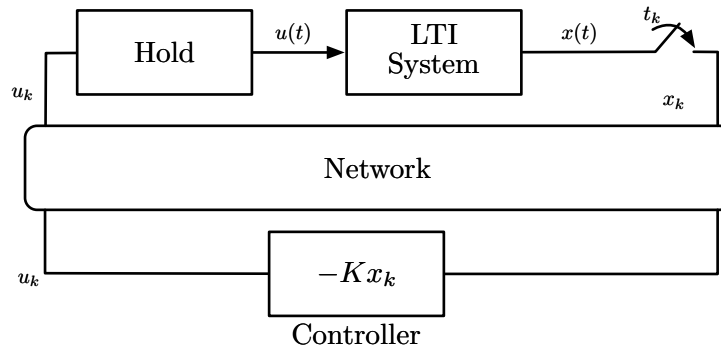 Hold
u(t)
LTI
System
x(t)
t_k
u_k
x_k
Network
u_k
−Kx_k
Controller